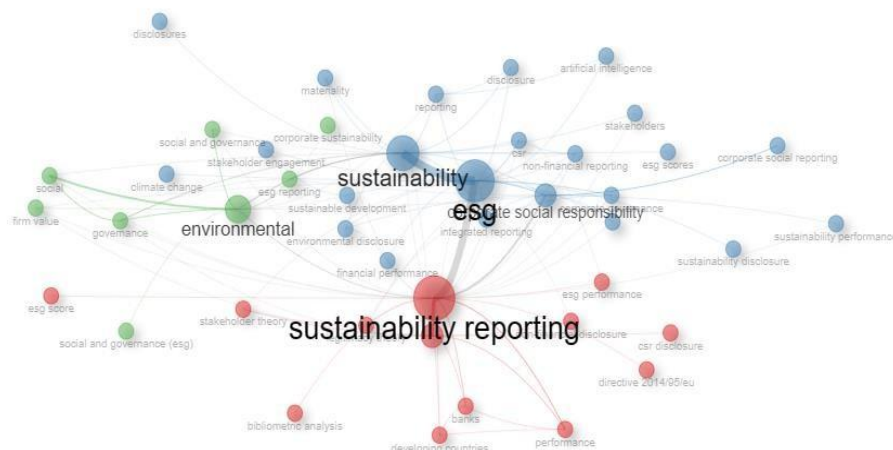 disclosures
artificial intelligence
disclosure
materiality
reporting
stakeholders
social and governance
corporate sustainability
csr
corporate social reporting
stakeholder engagement
non-financial reporting
esg scores
social
climate change
esg reporting
sustainability
firm value
governance
sustainable development
esg
corporate social responsibility
environmental
environmental disclosure
integrated reporting
sustainability performance
sustainability disclosure
financial performance
esg score
esg performance
stakeholder theory
sustainability reporting
disclosure
csr disclosure
social and governance (esg)
directive 2014/95/eu
bibliometric analysis
banks
developing countries
performance